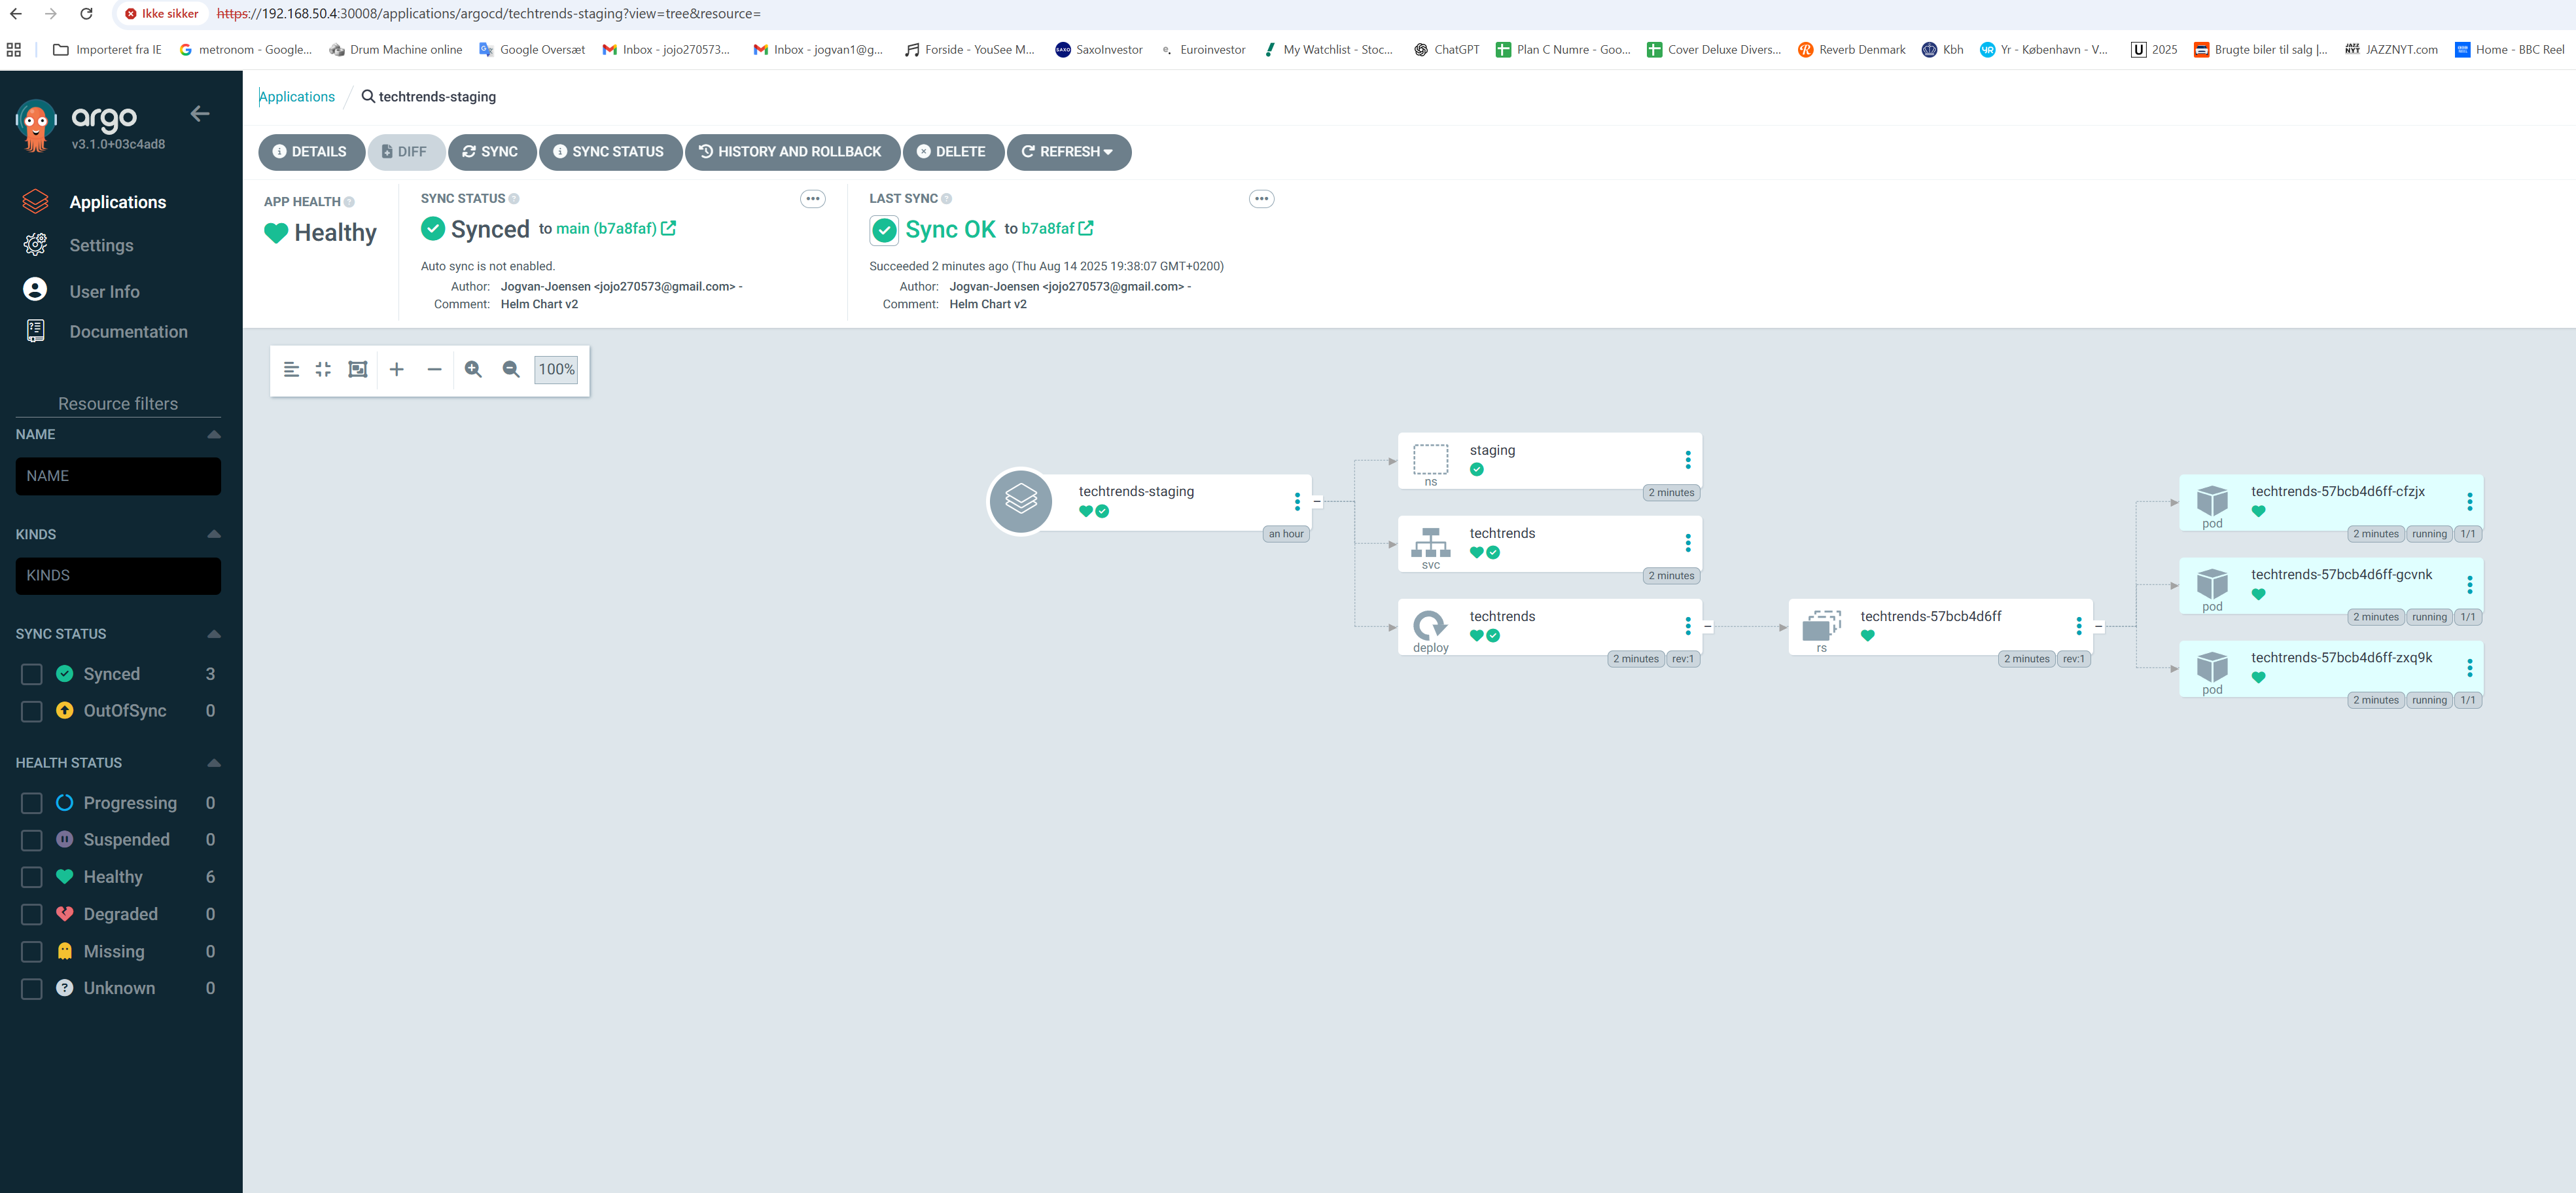 Ikke sikker https://192.168.50.4:30008/applications/argocd/techtrends-staging?view=tree&resource=
Importeret fra IE metronom - Google... Drum Machine online Google Oversæt Inbox - jojo270573... Inbox - jogvan1@g... Forside - YouSee M... SAXO SaxoInvestor e. Euroinvestor My Watchlist - Stoc... ChatGPT Plan C Numre - Goo... Cover Deluxe Divers... Reverb Denmark Kbh YR Yr - København - V... U 2025 Brugte biler til salg |... JAZZ NYT JAZZNYT.com Home - BBC Reel
argo
v3.1.0+03c4ad8
Applications
Settings
User Info
Documentation
Resource filters
NAME
NAME
KINDS
KINDS
SYNC STATUS
Synced 3
OutOfSync 0
HEALTH STATUS
Progressing 0
Suspended 0
Healthy 6
Degraded 0
Missing 0
Unknown 0
Applications / techtrends-staging
DETAILS DIFF SYNC SYNC STATUS HISTORY AND ROLLBACK DELETE REFRESH
APP HEALTH
Healthy
SYNC STATUS
Synced to main (b7a8faf)
Auto sync is not enabled.
Author: Jogvan-Joensen <jojo270573@gmail.com> -
Comment: Helm Chart v2
LAST SYNC
Sync OK to b7a8faf
Succeeded 2 minutes ago (Thu Aug 14 2025 19:38:07 GMT+0200)
Author: Jogvan-Joensen <jojo270573@gmail.com> -
Comment: Helm Chart v2
100%
techtrends-staging
an hour
staging
ns
2 minutes
techtrends
svc
2 minutes
techtrends
deploy
2 minutes rev:1
techtrends-57bcb4d6ff
rs
2 minutes rev:1
techtrends-57bcb4d6ff-cfzjx
pod
2 minutes running 1/1
techtrends-57bcb4d6ff-gcvnk
pod
2 minutes running 1/1
techtrends-57bcb4d6ff-zxq9k
pod
2 minutes running 1/1